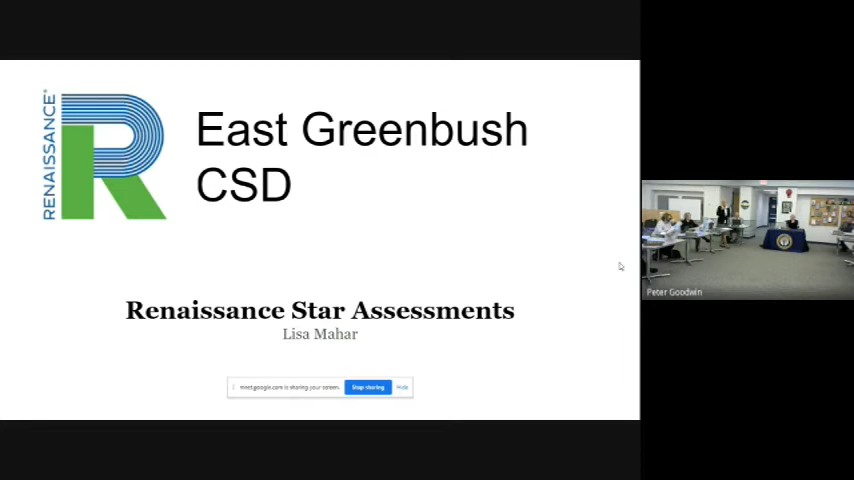 RENAISSANCE®
East Greenbush
CSD
Renaissance Star Assessments
Lisa Mahar
meet.google.com is sharing your screen.
Stop sharing
Hide
Peter Goodwin